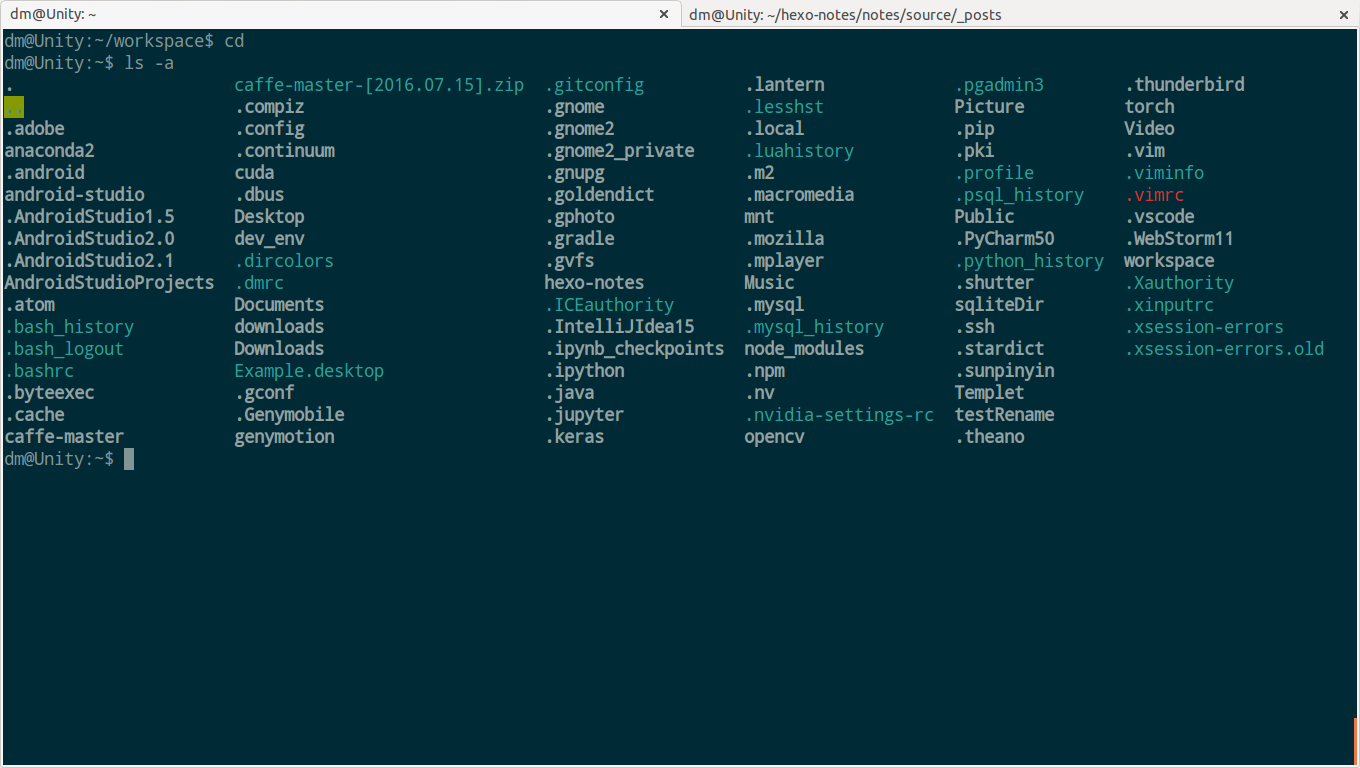 dm@Unity: ~ × dm@Unity: ~/hexo-notes/notes/source/_posts ×
dm@Unity:~/workspace$ cd
dm@Unity:~$ ls -a
. caffe-master-[2016.07.15].zip .gitconfig .lantern .pgadmin3 .thunderbird
.. .compiz .gnome .lesshst Picture torch
.adobe .config .gnome2 .local .pip Video
anaconda2 .continuum .gnome2_private .luahistory .pki .vim
.android cuda .gnupg .m2 .profile .viminfo
android-studio .dbus .goldendict .macromedia .psql_history .vimrc
.AndroidStudio1.5 Desktop .gphoto mnt Public .vscode
.AndroidStudio2.0 dev_env .gradle .mozilla .PyCharm50 .WebStorm11
.AndroidStudio2.1 .dircolors .gvfs .mplayer .python_history workspace
AndroidStudioProjects .dmrc hexo-notes Music .shutter .Xauthority
.atom Documents .ICEauthority .mysql sqliteDir .xinputrc
.bash_history downloads .IntelliJIdea15 .mysql_history .ssh .xsession-errors
.bash_logout Downloads .ipynb_checkpoints node_modules .stardict .xsession-errors.old
.bashrc Example.desktop .ipython .npm .sunpinyin
.byteexec .gconf .java .nv Templet
.cache .Genymobile .jupyter .nvidia-settings-rc testRename
caffe-master genymotion .keras opencv .theano
dm@Unity:~$